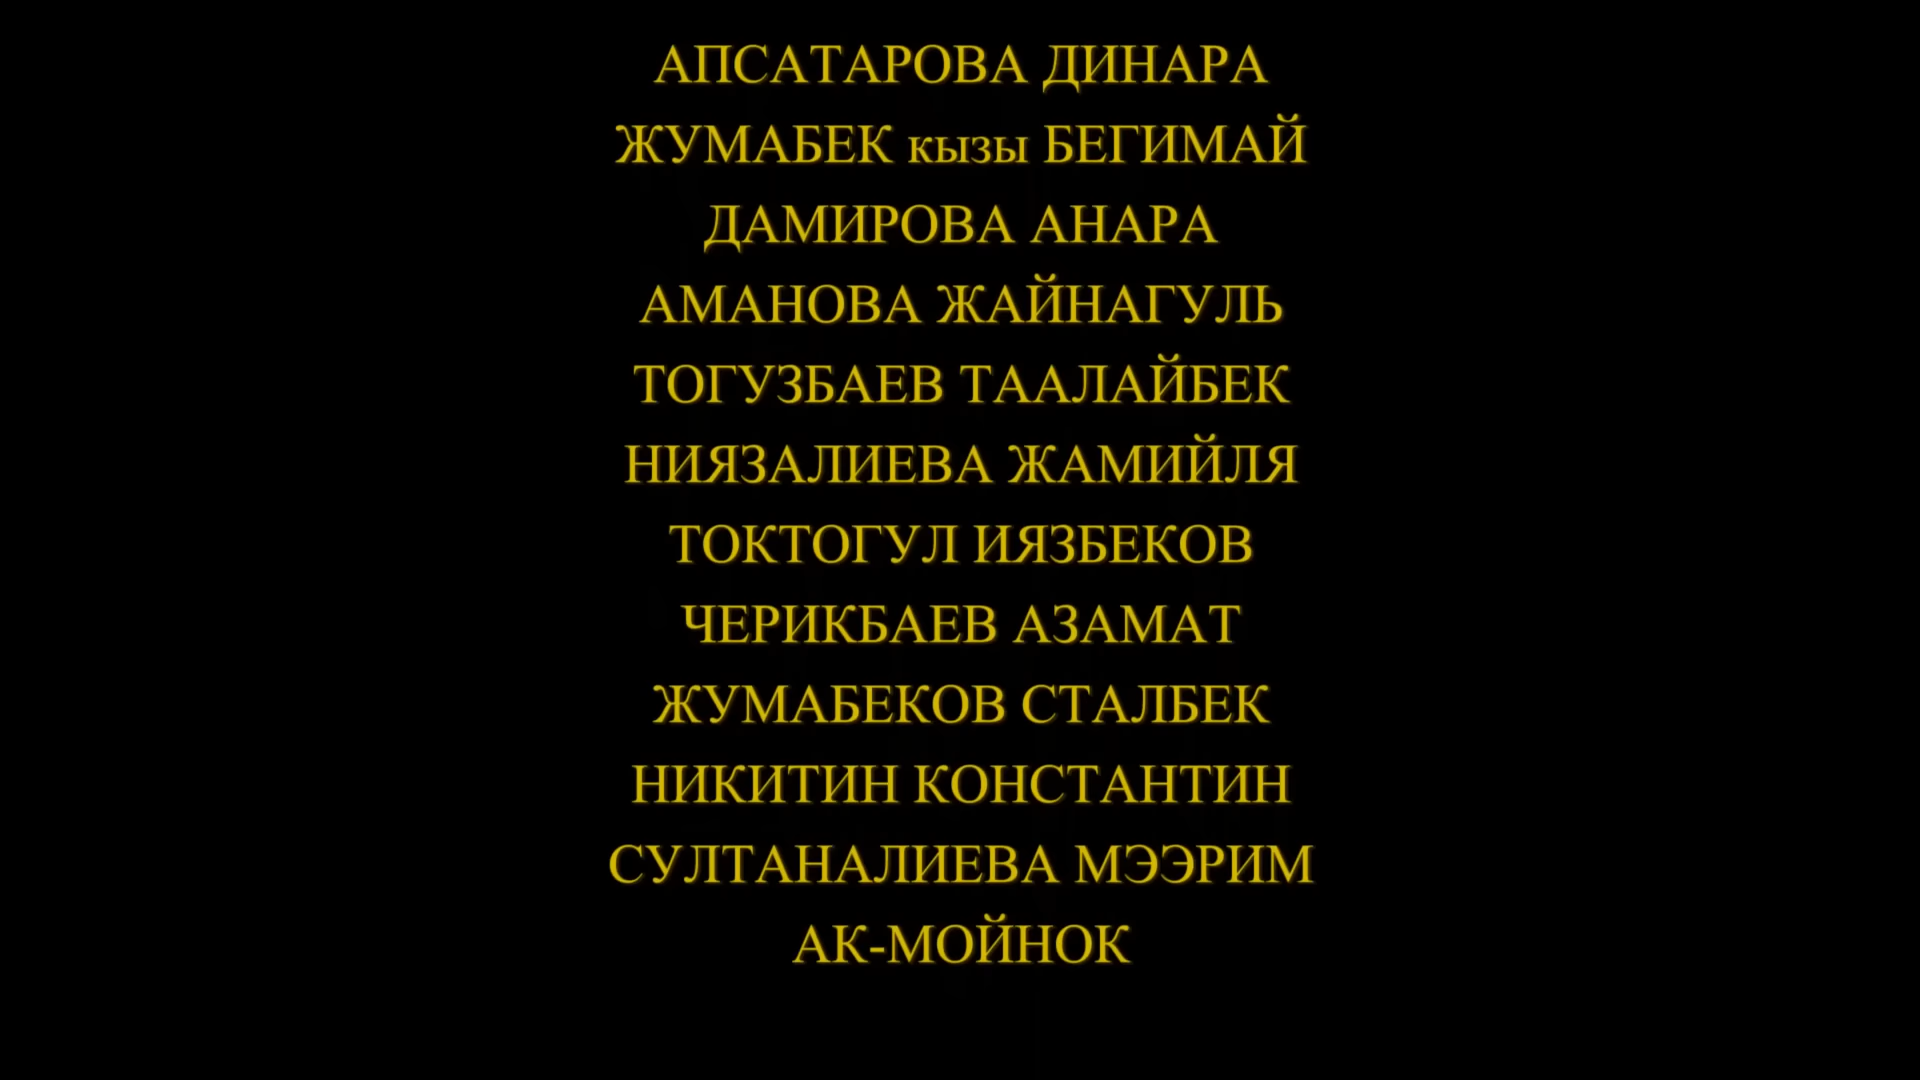 АПСАТАРОВА ДИНАРА
ЖУМАБЕК кызы БЕГИМАЙ
ДАМИРОВА АНАРА
АМАНОВА ЖАЙНАГУЛЬ
ТОГУЗБАЕВ ТААЛАЙБЕК
НИЯЗАЛИЕВА ЖАМИЙЛЯ
ТОКТОГУЛ ИЯЗБЕКОВ
ЧЕРИКБАЕВ АЗАМАТ
ЖУМАБЕКОВ СТАЛБЕК
НИКИТИН КОНСТАНТИН
СУЛТАНАЛИЕВА МЭЭРИМ
АК-МОЙНОК